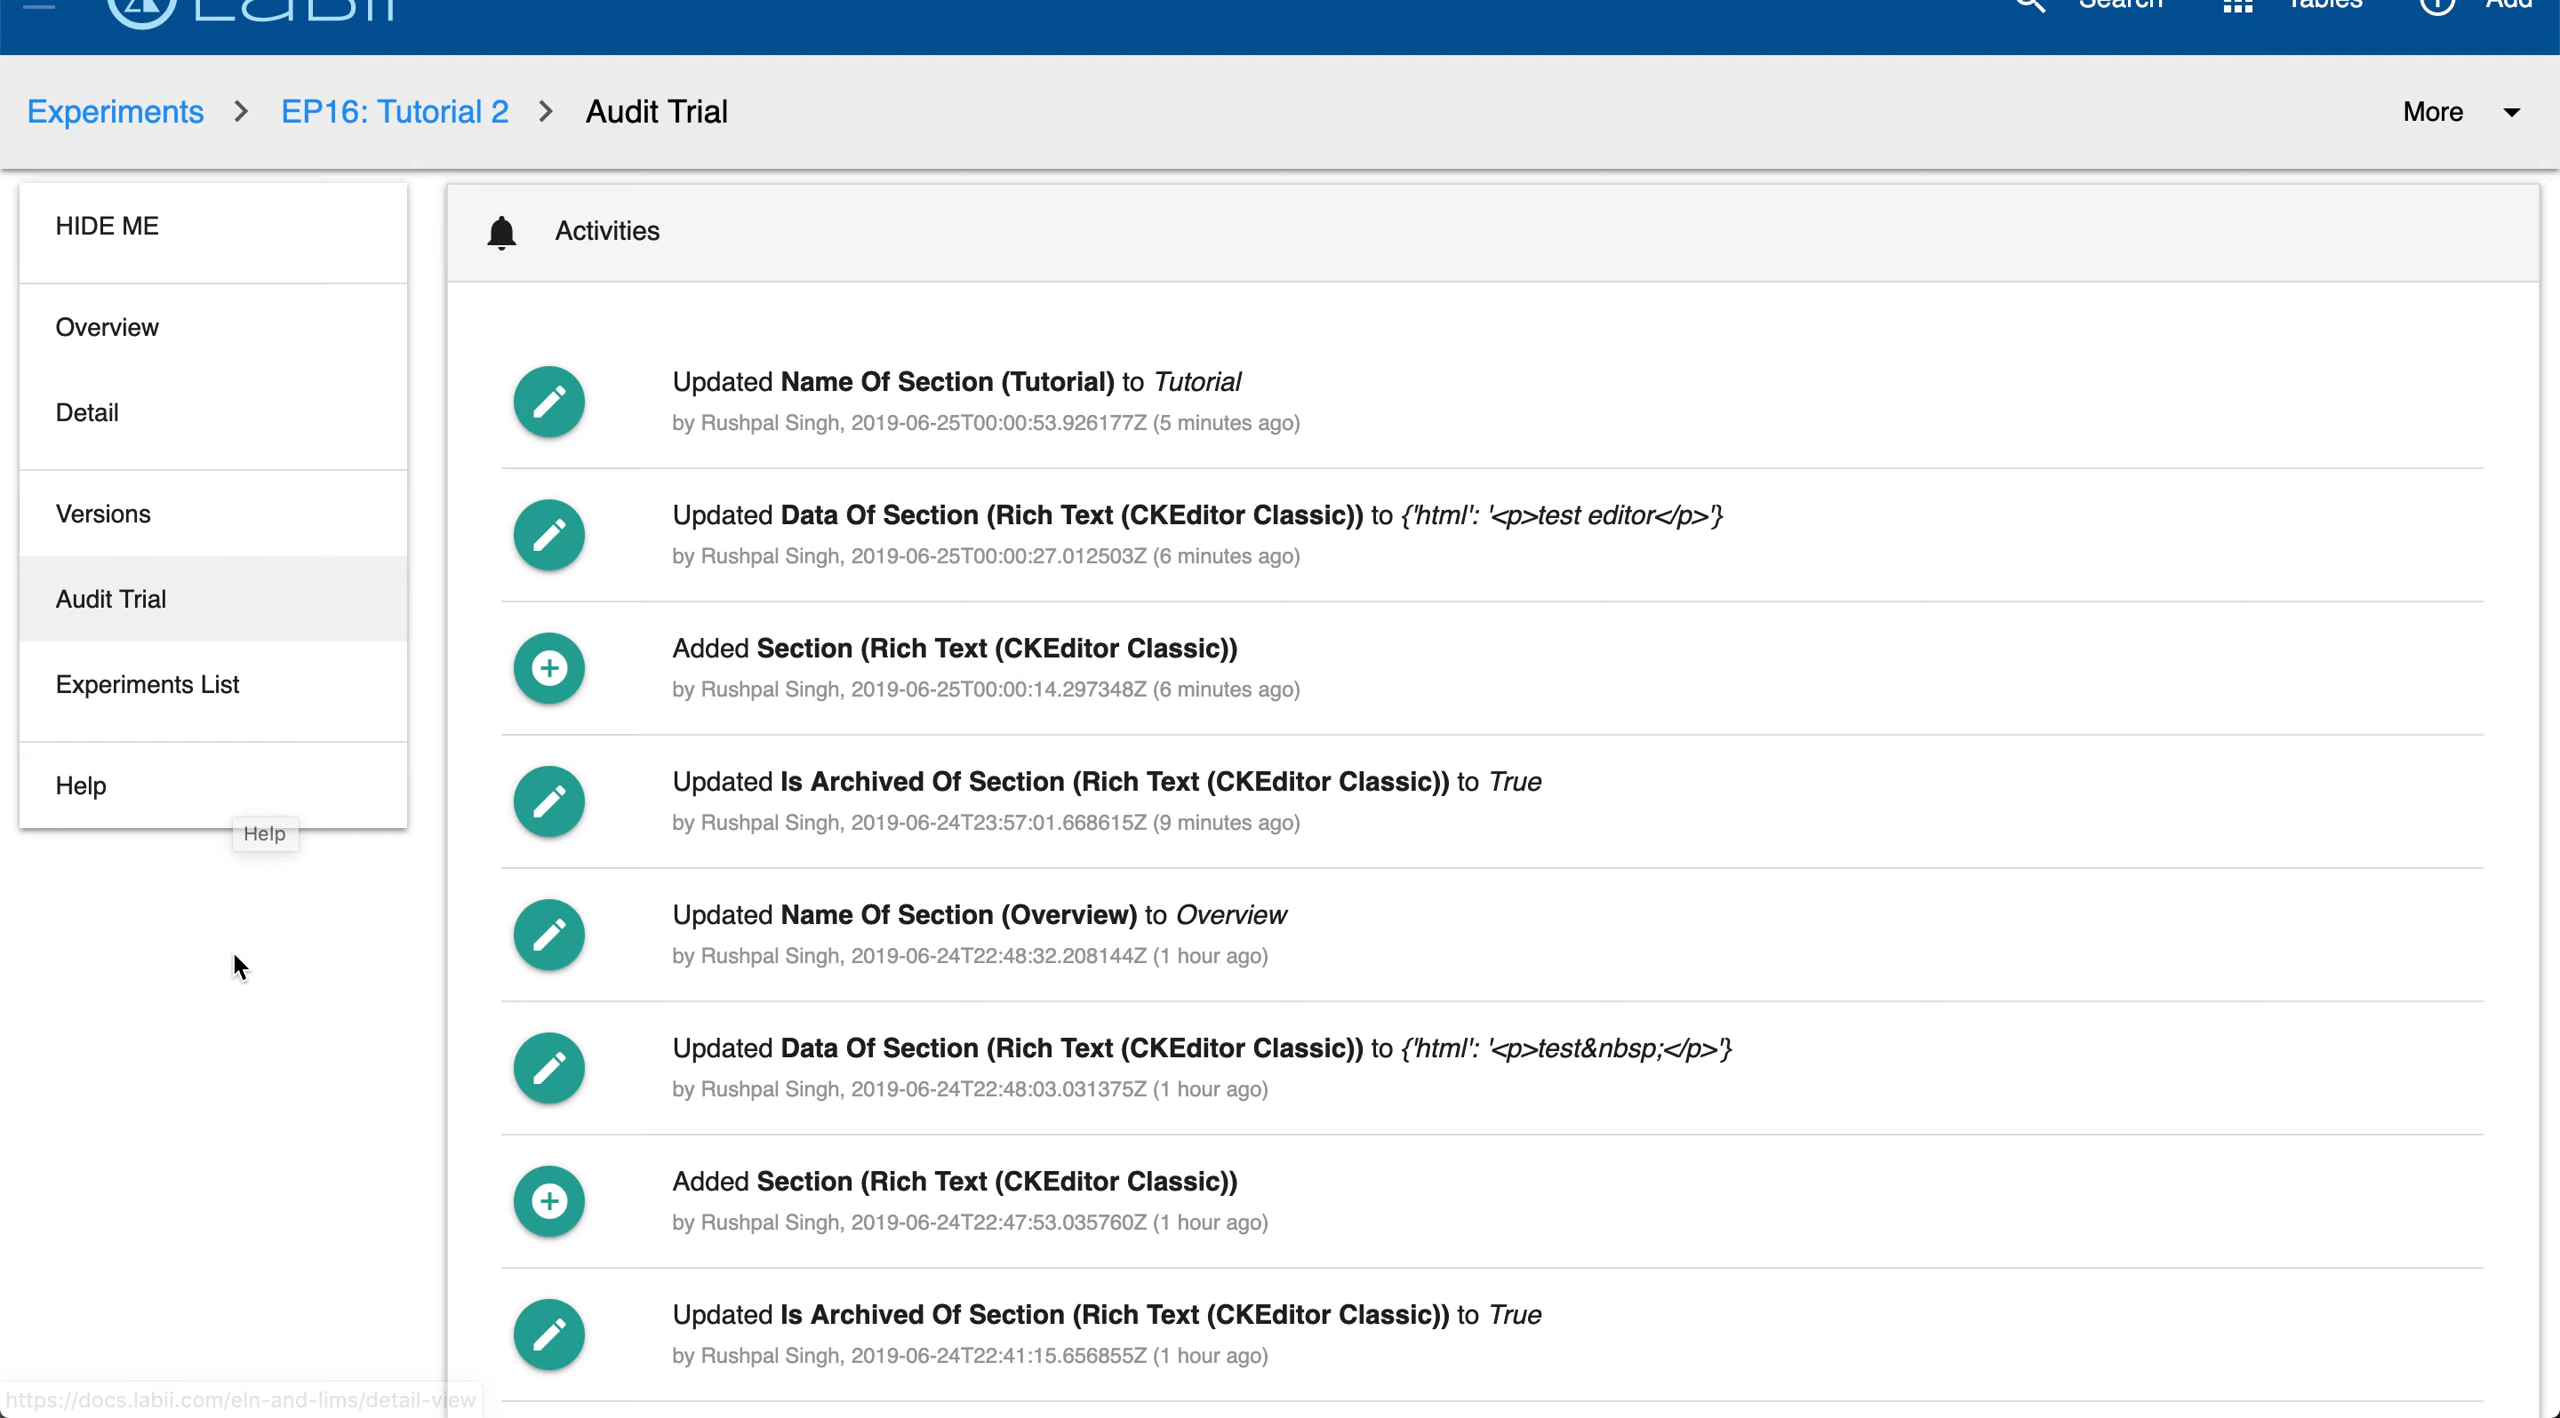 LaBii
Search
Tables
Add
Experiments > EP16: Tutorial 2 > Audit Trial
More
HIDE ME
Overview
Detail
Versions
Audit Trial
Experiments List
Help
Help
Activities
Updated Name Of Section (Tutorial) to Tutorial
by Rushpal Singh, 2019-06-25T00:00:53.926177Z (5 minutes ago)
Updated Data Of Section (Rich Text (CKEditor Classic)) to {'html': '<p>test editor</p>'}
by Rushpal Singh, 2019-06-25T00:00:27.012503Z (6 minutes ago)
Added Section (Rich Text (CKEditor Classic))
by Rushpal Singh, 2019-06-25T00:00:14.297348Z (6 minutes ago)
Updated Is Archived Of Section (Rich Text (CKEditor Classic)) to True
by Rushpal Singh, 2019-06-24T23:57:01.668615Z (9 minutes ago)
Updated Name Of Section (Overview) to Overview
by Rushpal Singh, 2019-06-24T22:48:32.208144Z (1 hour ago)
Updated Data Of Section (Rich Text (CKEditor Classic)) to {'html': '<p>test&nbsp;</p>'}
by Rushpal Singh, 2019-06-24T22:48:03.031375Z (1 hour ago)
Added Section (Rich Text (CKEditor Classic))
by Rushpal Singh, 2019-06-24T22:47:53.035760Z (1 hour ago)
Updated Is Archived Of Section (Rich Text (CKEditor Classic)) to True
by Rushpal Singh, 2019-06-24T22:41:15.656855Z (1 hour ago)
https://docs.labii.com/eln-and-lims/detail-view